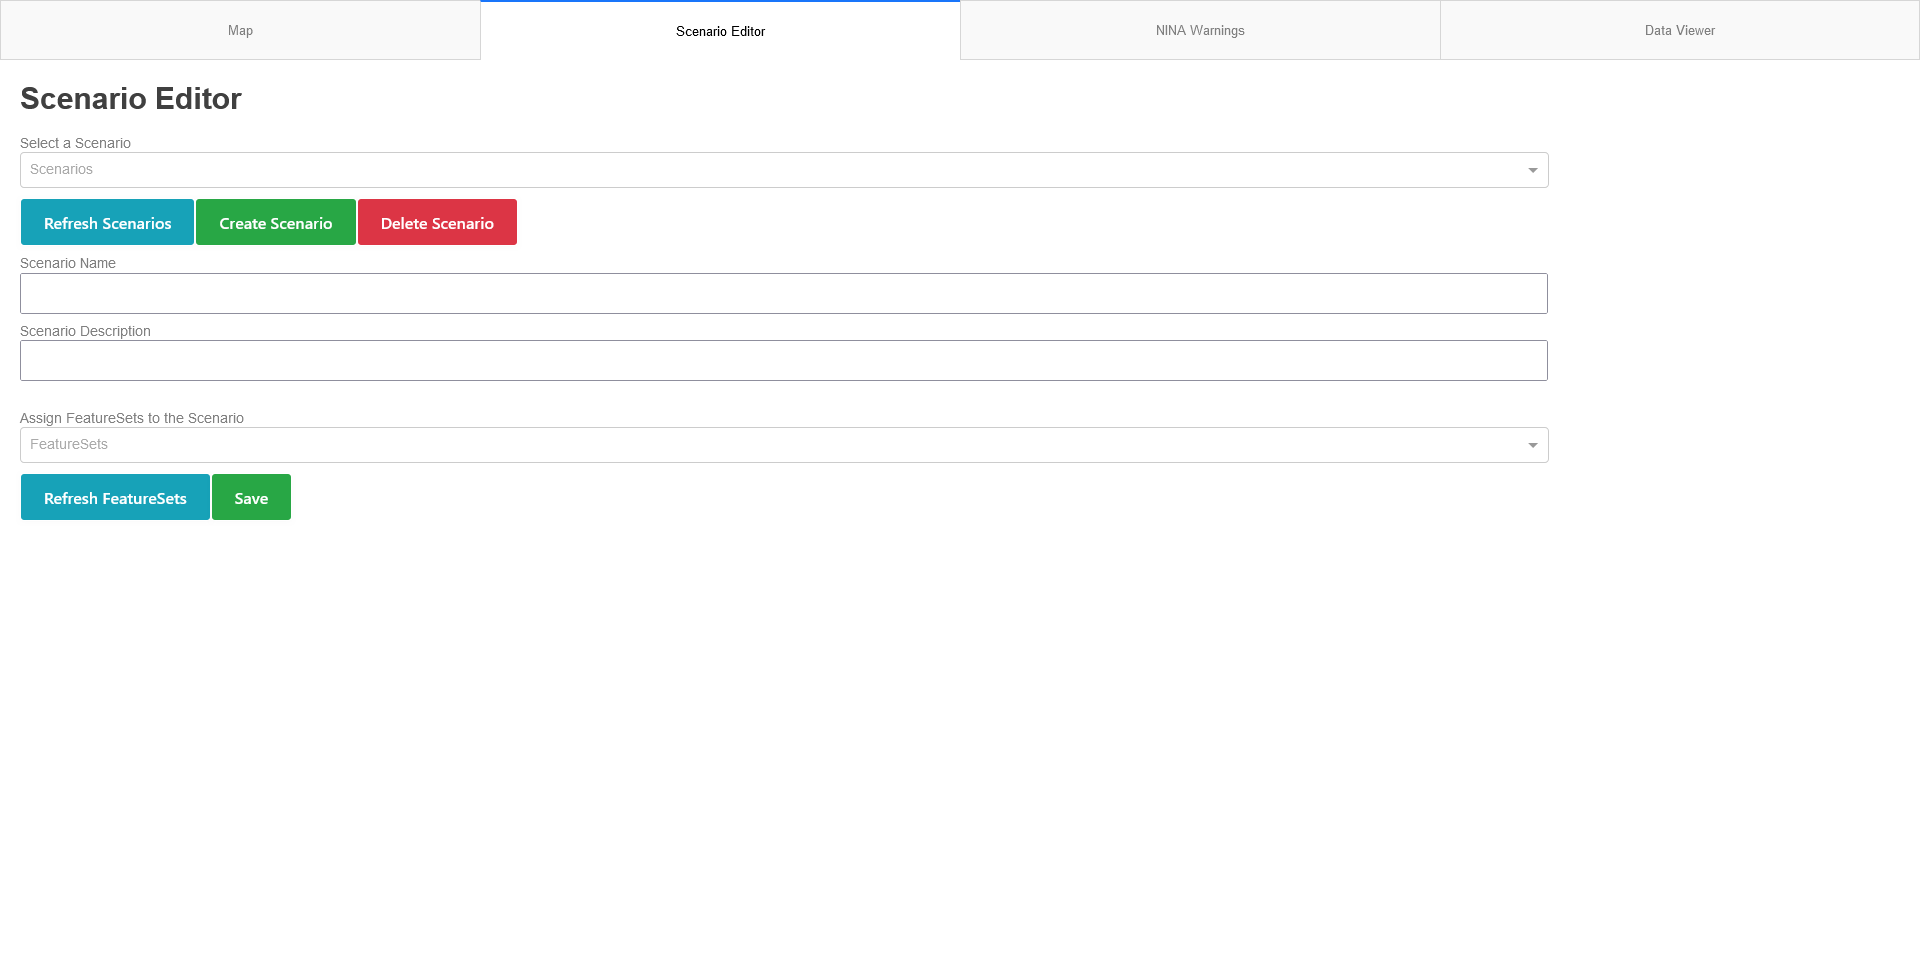 Map
Scenario Editor
NINA Warnings
Data Viewer
Scenario Editor
Select a Scenario
Scenarios
Refresh Scenarios
Create Scenario
Delete Scenario
Scenario Name
Scenario Description
Assign FeatureSets to the Scenario
FeatureSets
Refresh FeatureSets
Save